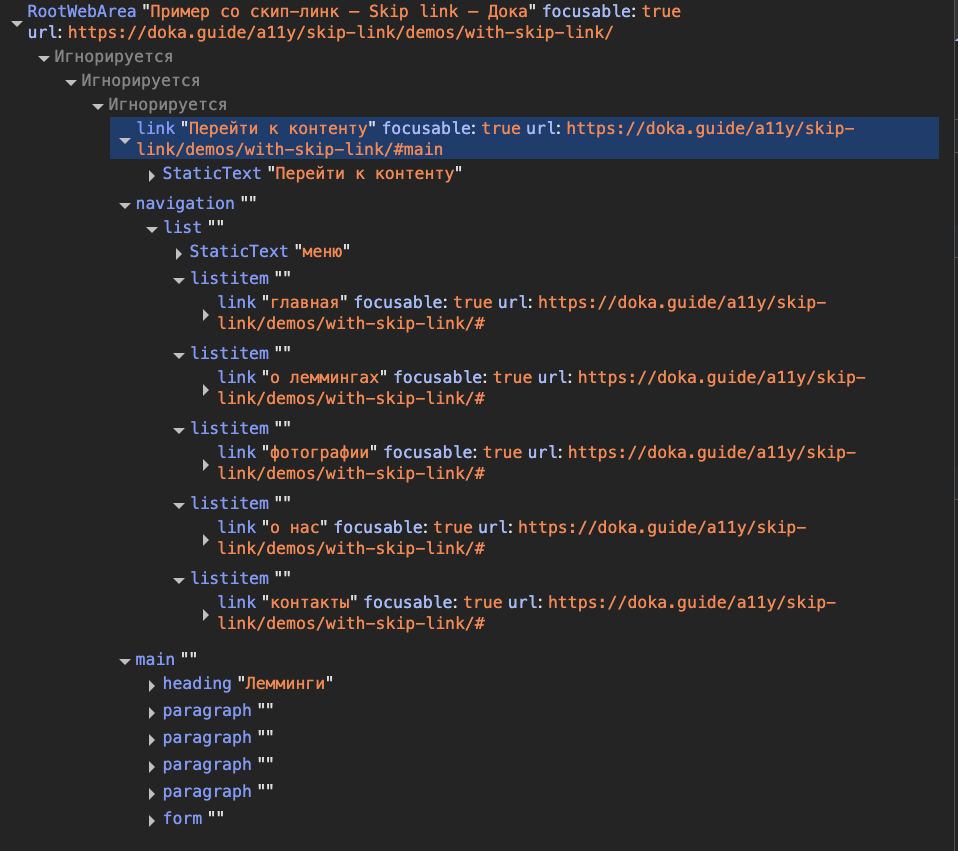 RootWebArea "Пример со скип-линк — Skip link — Дока" focusable: true
url: https://doka.guide/a11y/skip-link/demos/with-skip-link/
Игнорируется
Игнорируется
Игнорируется
link "Перейти к контенту" focusable: true url: https://doka.guide/a11y/skip-
link/demos/with-skip-link/#main
StaticText "Перейти к контенту"
navigation ""
list ""
StaticText "меню"
listitem ""
link "главная" focusable: true url: https://doka.guide/a11y/skip-
link/demos/with-skip-link/#
listitem ""
link "о леммингах" focusable: true url: https://doka.guide/a11y/skip-
link/demos/with-skip-link/#
listitem ""
link "фотографии" focusable: true url: https://doka.guide/a11y/skip-
link/demos/with-skip-link/#
listitem ""
link "о нас" focusable: true url: https://doka.guide/a11y/skip-
link/demos/with-skip-link/#
listitem ""
link "контакты" focusable: true url: https://doka.guide/a11y/skip-
link/demos/with-skip-link/#
main ""
heading "Лемминги"
paragraph ""
paragraph ""
paragraph ""
paragraph ""
form ""